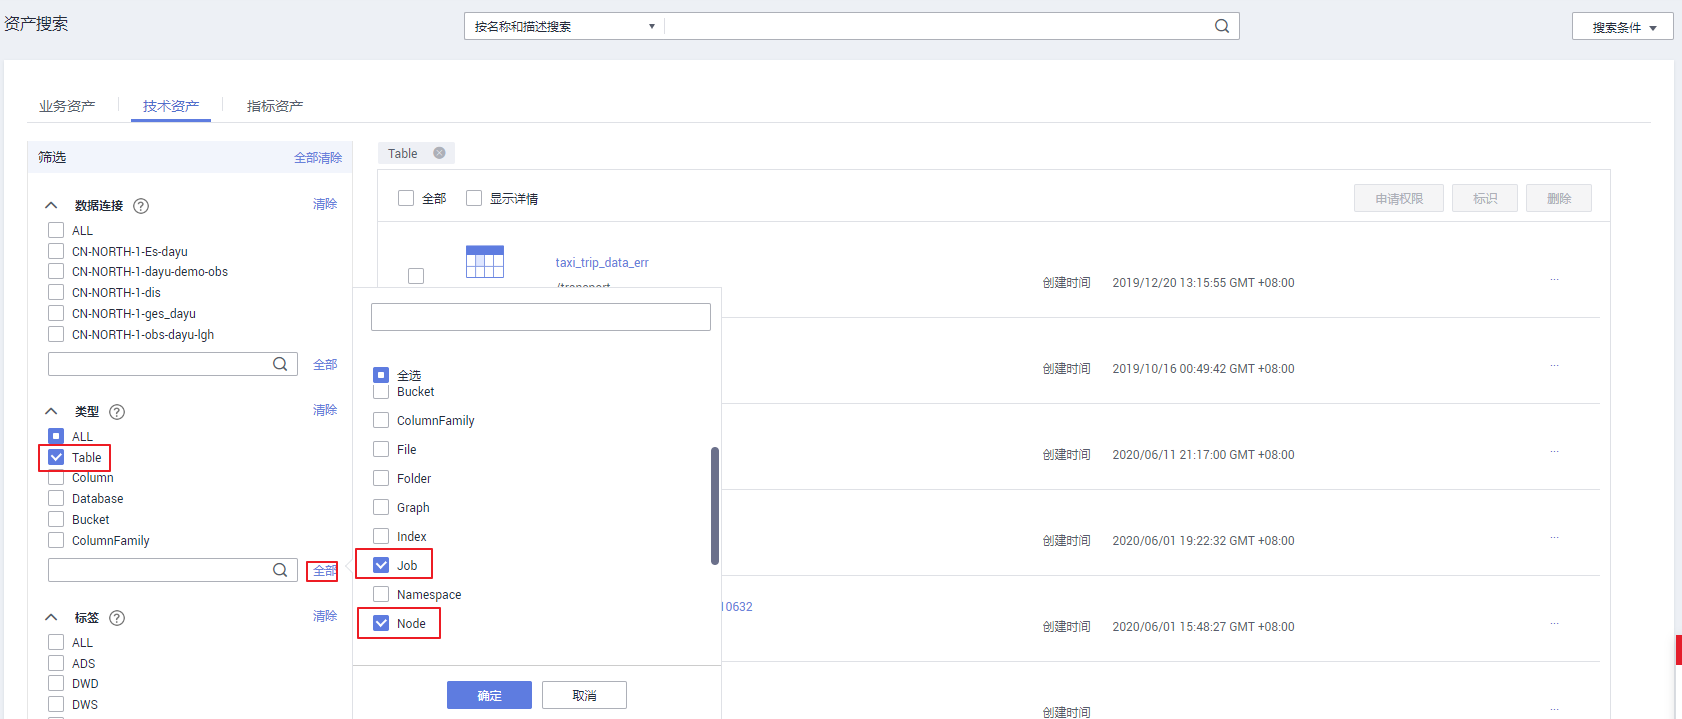 资产搜索
按名称和描述搜索
搜索条件
业务资产
技术资产
指标资产
筛选
全部清除
数据连接
清除
ALL
CN-NORTH-1-Es-dayu
CN-NORTH-1-dayu-demo-obs
CN-NORTH-1-dis
CN-NORTH-1-ges_dayu
CN-NORTH-1-obs-dayu-lgh
全部
类型
清除
ALL
Table
Column
Database
Bucket
ColumnFamily
全部
标签
清除
ALL
ADS
DWD
DWS
Table
全部
显示详情
申请权限
标识
删除
taxi_trip_data_err
创建时间
2019/12/20 13:15:55 GMT +08:00
...
创建时间
2019/10/16 00:49:42 GMT +08:00
...
创建时间
2020/06/11 21:17:00 GMT +08:00
...
创建时间
2020/06/01 19:22:32 GMT +08:00
...
10632
创建时间
2020/06/01 15:48:27 GMT +08:00
...
创建时间
...
全选
Bucket
ColumnFamily
File
Folder
Graph
Index
Job
Namespace
Node
确定
取消